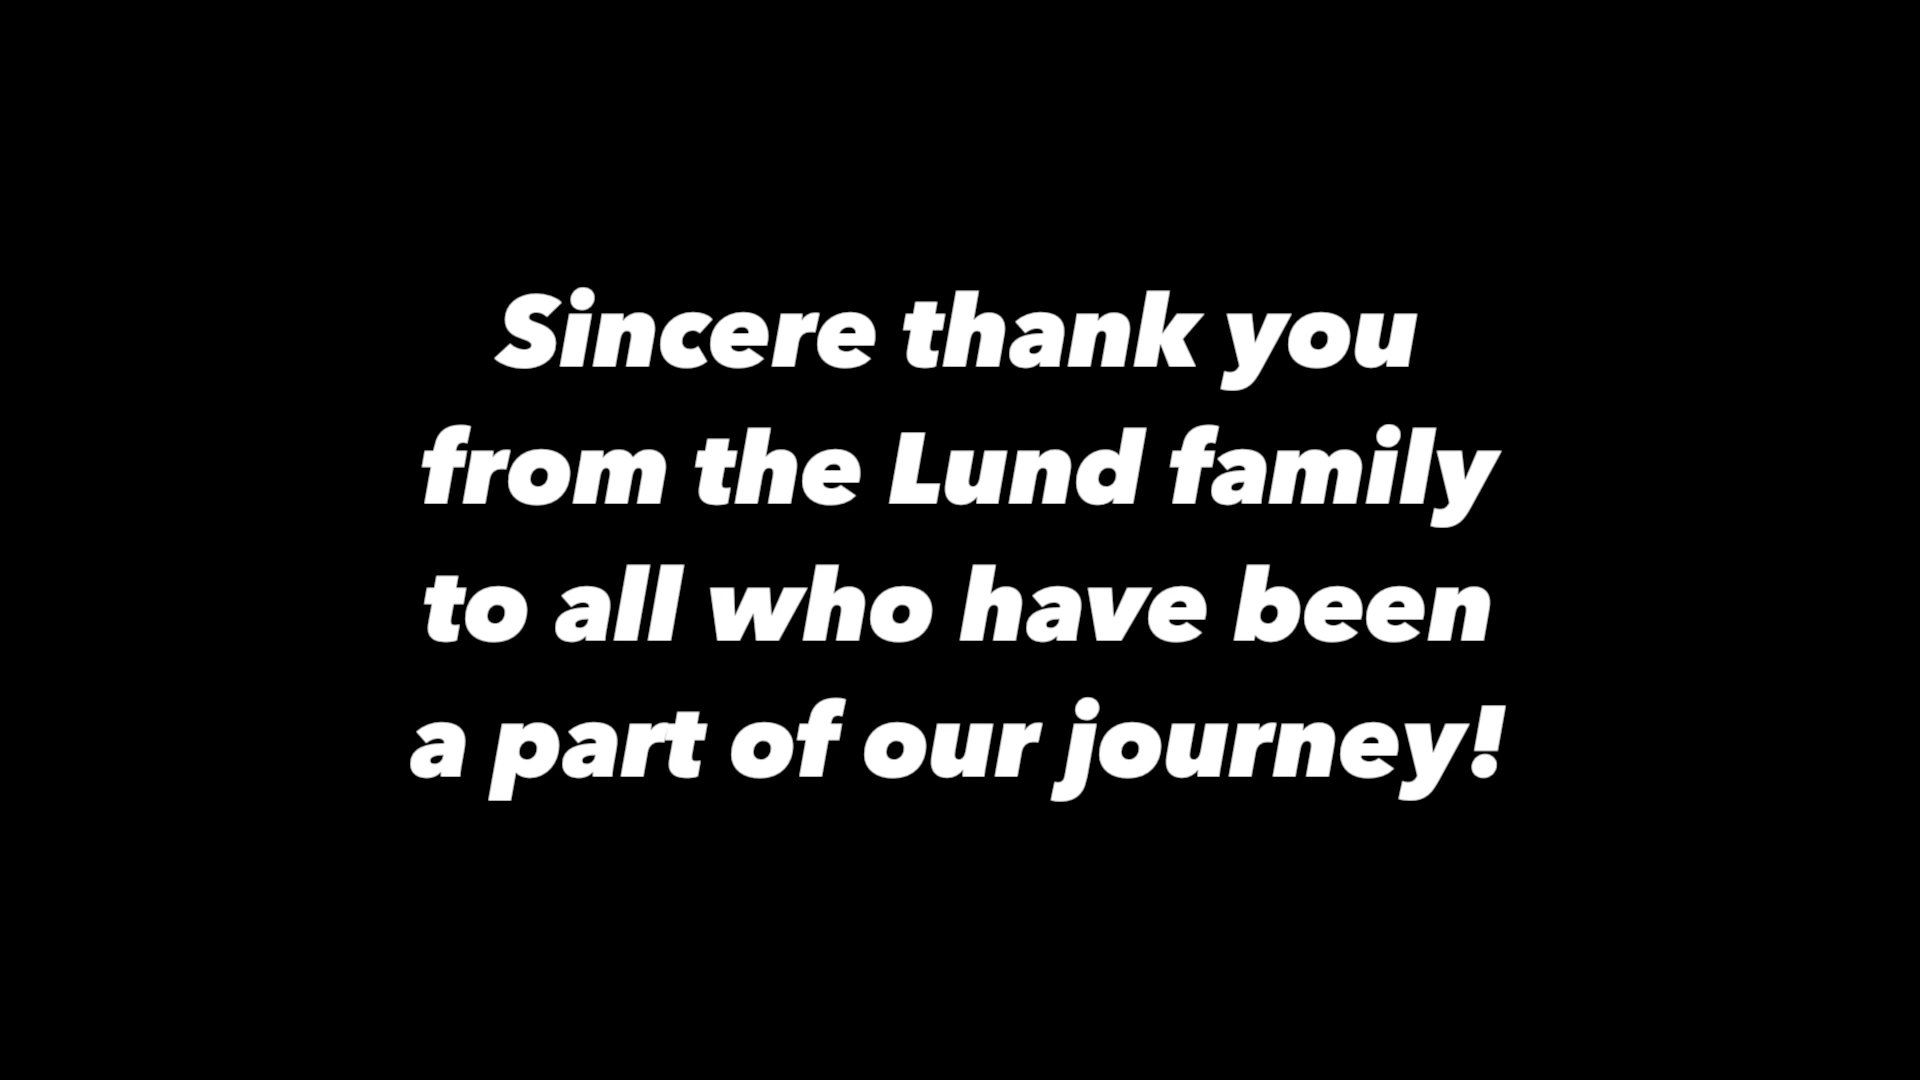 Sincere thank you
from the Lund family
to all who have been
a part of our journey!